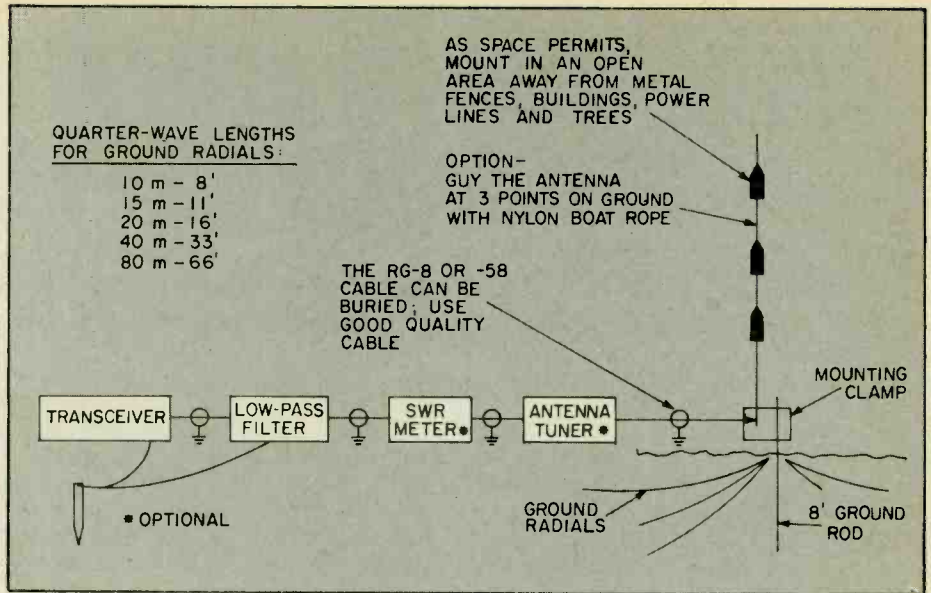 AS SPACE PERMITS,
MOUNT IN AN OPEN
AREA AWAY FROM METAL
FENCES, BUILDINGS, POWER
LINES AND TREES
QUARTER-WAVE LENGTHS
FOR GROUND RADIALS:
10 m - 8'
15 m - 11'
20 m - 16'
40 m - 33'
80 m - 66'
OPTION-
GUY THE ANTENNA
AT 3 POINTS ON GROUND
WITH NYLON BOAT ROPE
THE RG-8 OR -58
CABLE CAN BE
BURIED; USE
GOOD QUALITY
CABLE
MOUNTING
CLAMP
TRANSCEIVER
LOW-PASS
FILTER
SWR
METER•
ANTENNA
TUNER •
• OPTIONAL
GROUND
RADIALS
8' GROUND
ROD